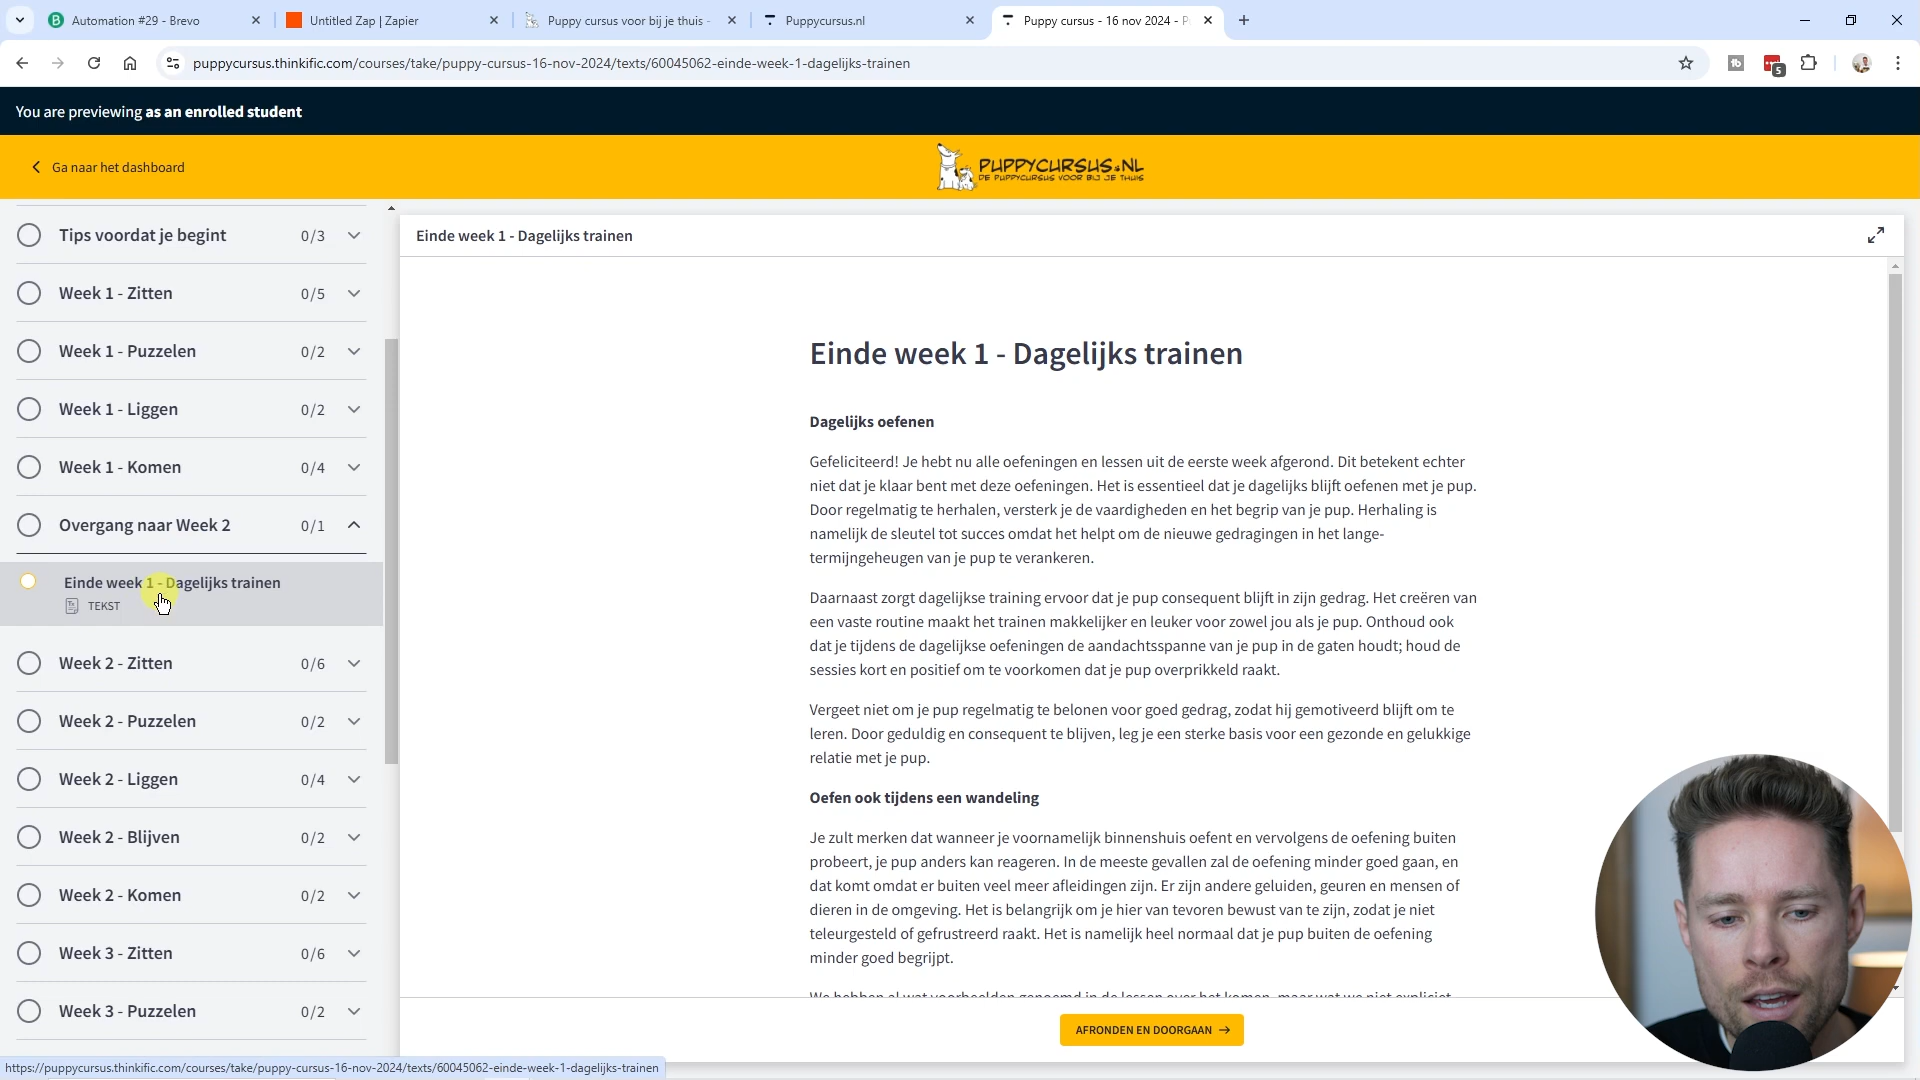 Automation #29 - Brevo
Untitled Zap | Zapier
Puppy cursus voor bij je thuis -
Puppycursus.nl
Puppy cursus - 16 nov 2024 - P
puppycursus.thinkific.com/courses/take/puppy-cursus-16-nov-2024/texts/60045062-einde-week-1-dagelijks-trainen
5
You are previewing as an enrolled student
Ga naar het dashboard
PUPPYCURSUS.NL
DE PUPPYCURSUS VOOR BIJ JE THUIS
Tips voordat je begint 0/3
Week 1 - Zitten 0/5
Week 1 - Puzzelen 0/2
Week 1 - Liggen 0/2
Week 1 - Komen 0/4
Overgang naar Week 2 0/1
Einde week 1 - Dagelijks trainen
TEKST
Week 2 - Zitten 0/6
Week 2 - Puzzelen 0/2
Week 2 - Liggen 0/4
Week 2 - Blijven 0/2
Week 2 - Komen 0/2
Week 3 - Zitten 0/6
Week 3 - Puzzelen 0/2
Einde week 1 - Dagelijks trainen
Einde week 1 - Dagelijks trainen
Dagelijks oefenen
Gefeliciteerd! Je hebt nu alle oefeningen en lessen uit de eerste week afgerond. Dit betekent echter
niet dat je klaar bent met deze oefeningen. Het is essentieel dat je dagelijks blijft oefenen met je pup.
Door regelmatig te herhalen, versterk je de vaardigheden en het begrip van je pup. Herhaling is
namelijk de sleutel tot succes omdat het helpt om de nieuwe gedragingen in het lange-
termijngeheugen van je pup te verankeren.
Daarnaast zorgt dagelijkse training ervoor dat je pup consequent blijft in zijn gedrag. Het creëren van
een vaste routine maakt het trainen makkelijker en leuker voor zowel jou als je pup. Onthoud ook
dat je tijdens de dagelijkse oefeningen de aandachtsspanne van je pup in de gaten houdt; houd de
sessies kort en positief om te voorkomen dat je pup overprikkeld raakt.
Vergeet niet om je pup regelmatig te belonen voor goed gedrag, zodat hij gemotiveerd blijft om te
leren. Door geduldig en consequent te blijven, leg je een sterke basis voor een gezonde en gelukkige
relatie met je pup.
Oefen ook tijdens een wandeling
Je zult merken dat wanneer je voornamelijk binnenshuis oefent en vervolgens de oefening buiten
probeert, je pup anders kan reageren. In de meeste gevallen zal de oefening minder goed gaan, en
dat komt omdat er buiten veel meer afleidingen zijn. Er zijn andere geluiden, geuren en mensen of
dieren in de omgeving. Het is belangrijk om je hier van tevoren bewust van te zijn, zodat je niet
teleurgesteld of gefrustreerd raakt. Het is namelijk heel normaal dat je pup buiten de oefening
minder goed begrijpt.
We hebben al wat voorbeelden genoemd in de lessen over het komen, maar wat we niet expliciet
AFRONDEN EN DOORGAAN →
https://puppycursus.thinkific.com/courses/take/puppy-cursus-16-nov-2024/texts/60045062-einde-week-1-dagelijks-trainen